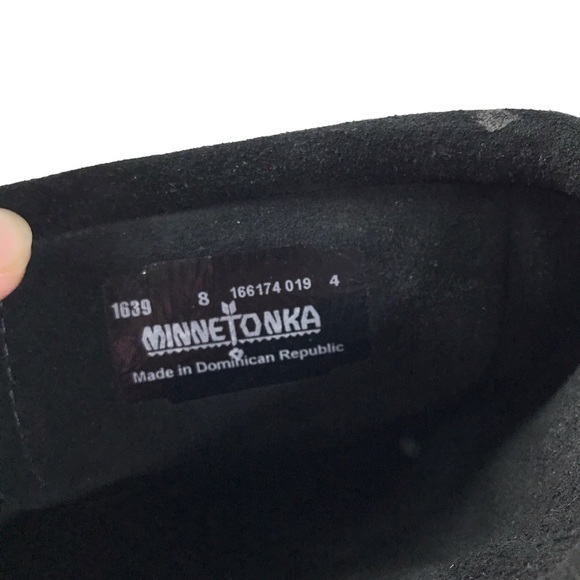 1639 8 166174 019 4
MINNETONKA
Made in Dominican Republic